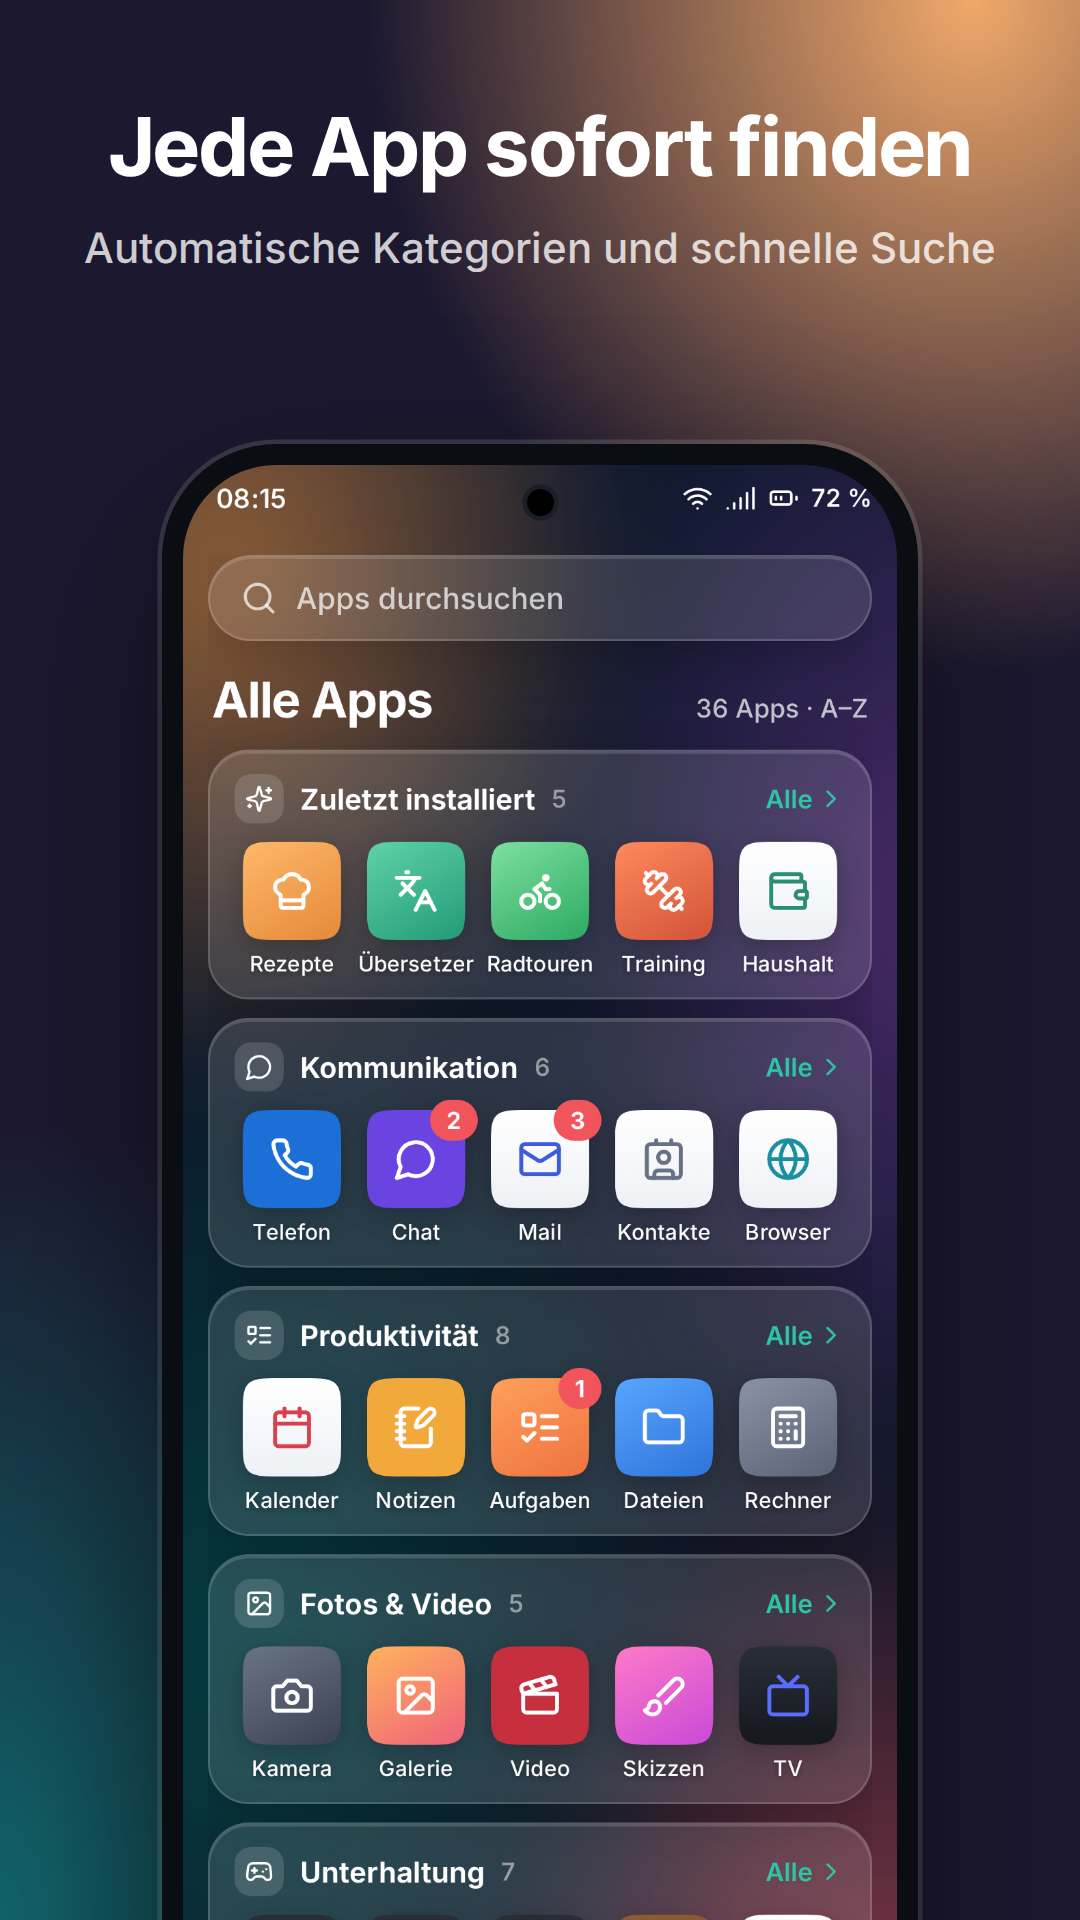 Jede App sofort finden
Automatische Kategorien und schnelle Suche
08:15 72 %
Apps durchsuchen
Alle Apps 36 Apps · A–Z
Zuletzt installiert 5 Alle
Rezepte Übersetzer Radtouren Training Haushalt
Kommunikation 6 Alle
2 3
Telefon Chat Mail Kontakte Browser
Produktivität 8 Alle
1
Kalender Notizen Aufgaben Dateien Rechner
Fotos & Video 5 Alle
Kamera Galerie Video Skizzen TV
Unterhaltung 7 Alle